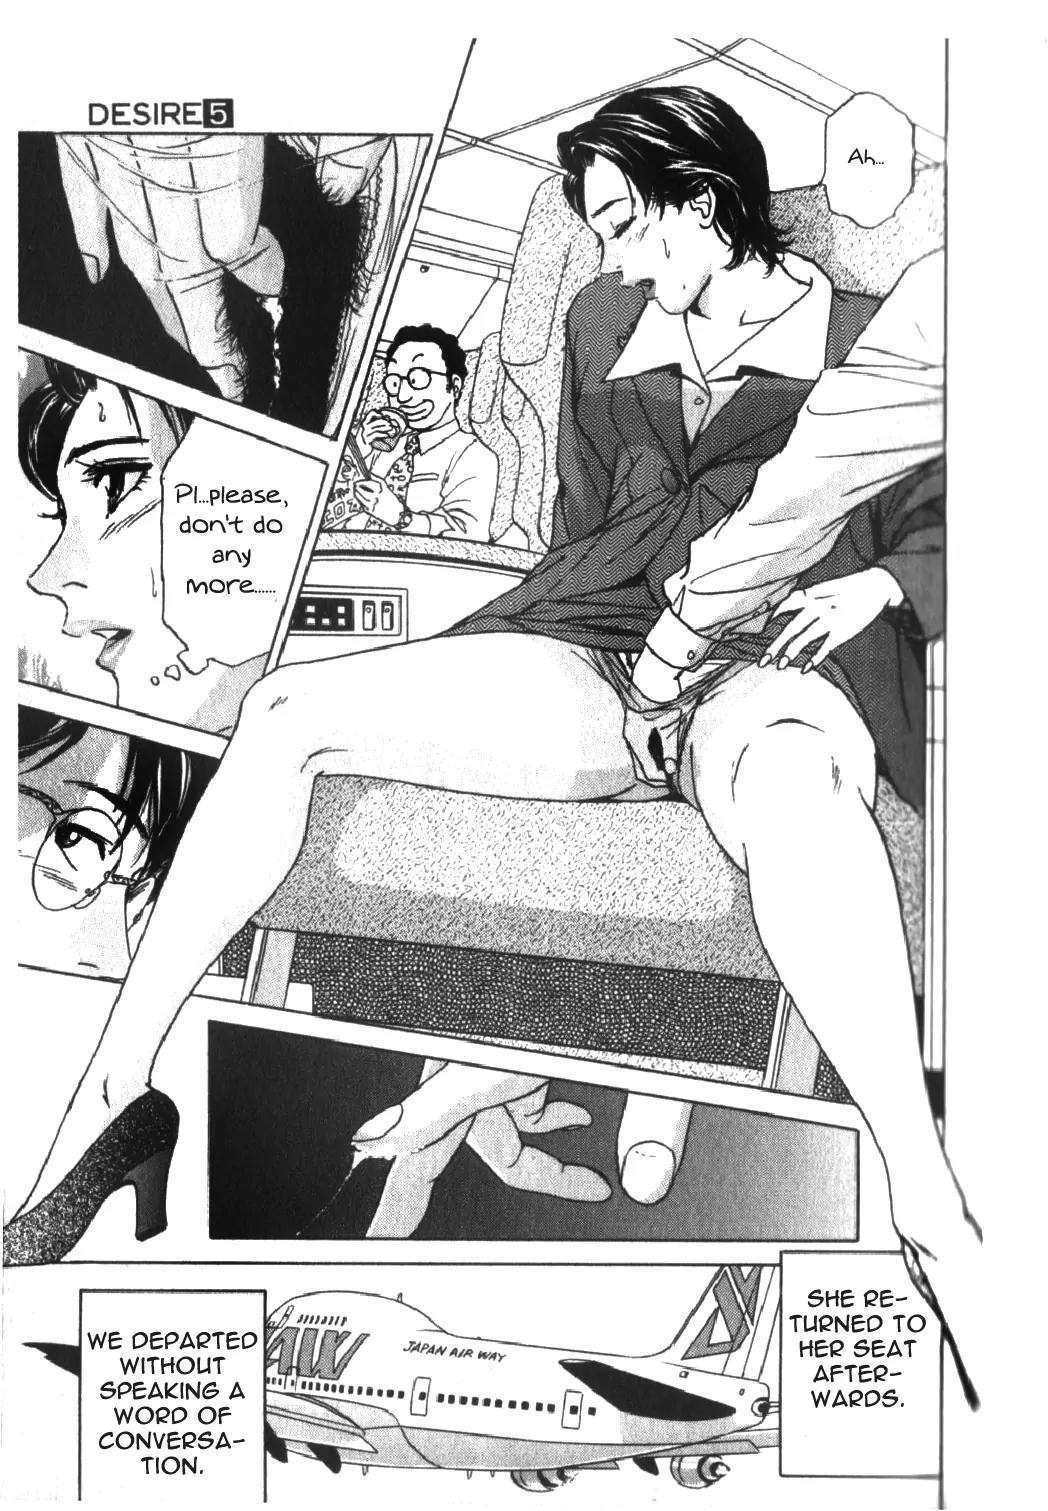 DESIRE5
Ah...
Pl...please,
don't do
any
more......
JAPAN AIR WAY
SHE RE-
TURNED TO
HER SEAT
AFTER-
WARDS.
WE DEPARTED
WITHOUT
SPEAKING A
WORD OF
CONVERSA-
TION.